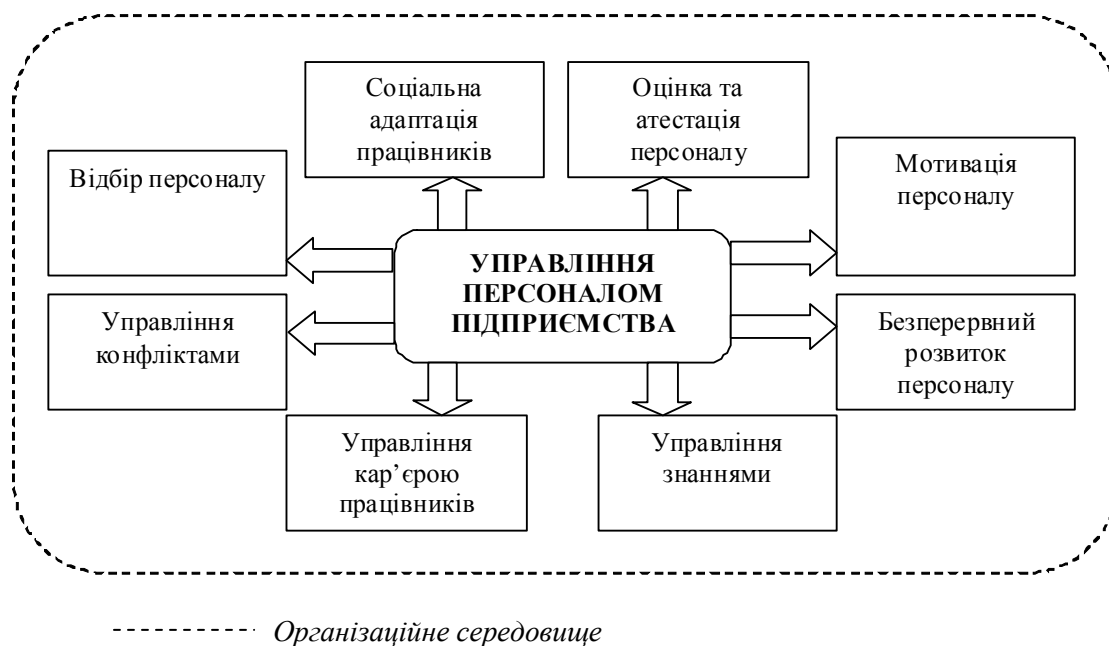 Соціальна
адаптація
працівників
Оцінка та
атестація
персоналу
Відбір персоналу
Мотивація
персоналу
УПРАВЛІННЯ
ПЕРСОНАЛОМ
ПІДПРИЄМСТВА
Управління
конфліктами
Безперервний
розвиток
персоналу
Управління
кар’єрою
працівників
Управління
знаннями
Організаційне середовище